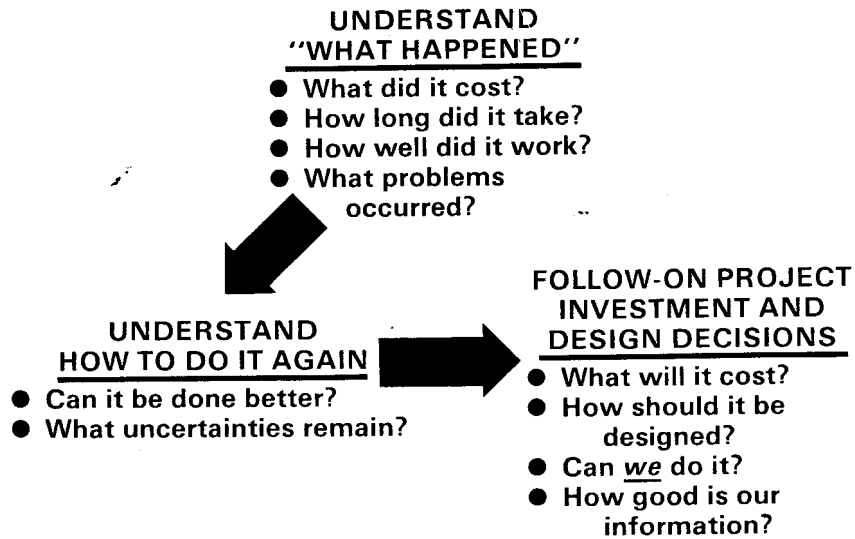 UNDERSTAND
"WHAT HAPPENED"
● What did it cost?
● How long did it take?
● How well did it work?
● What problems
occurred?
UNDERSTAND
HOW TO DO IT AGAIN
● Can it be done better?
● What uncertainties remain?
FOLLOW-ON PROJECT
INVESTMENT AND
DESIGN DECISIONS
● What will it cost?
● How should it be
designed?
● Can we do it?
● How good is our
information?